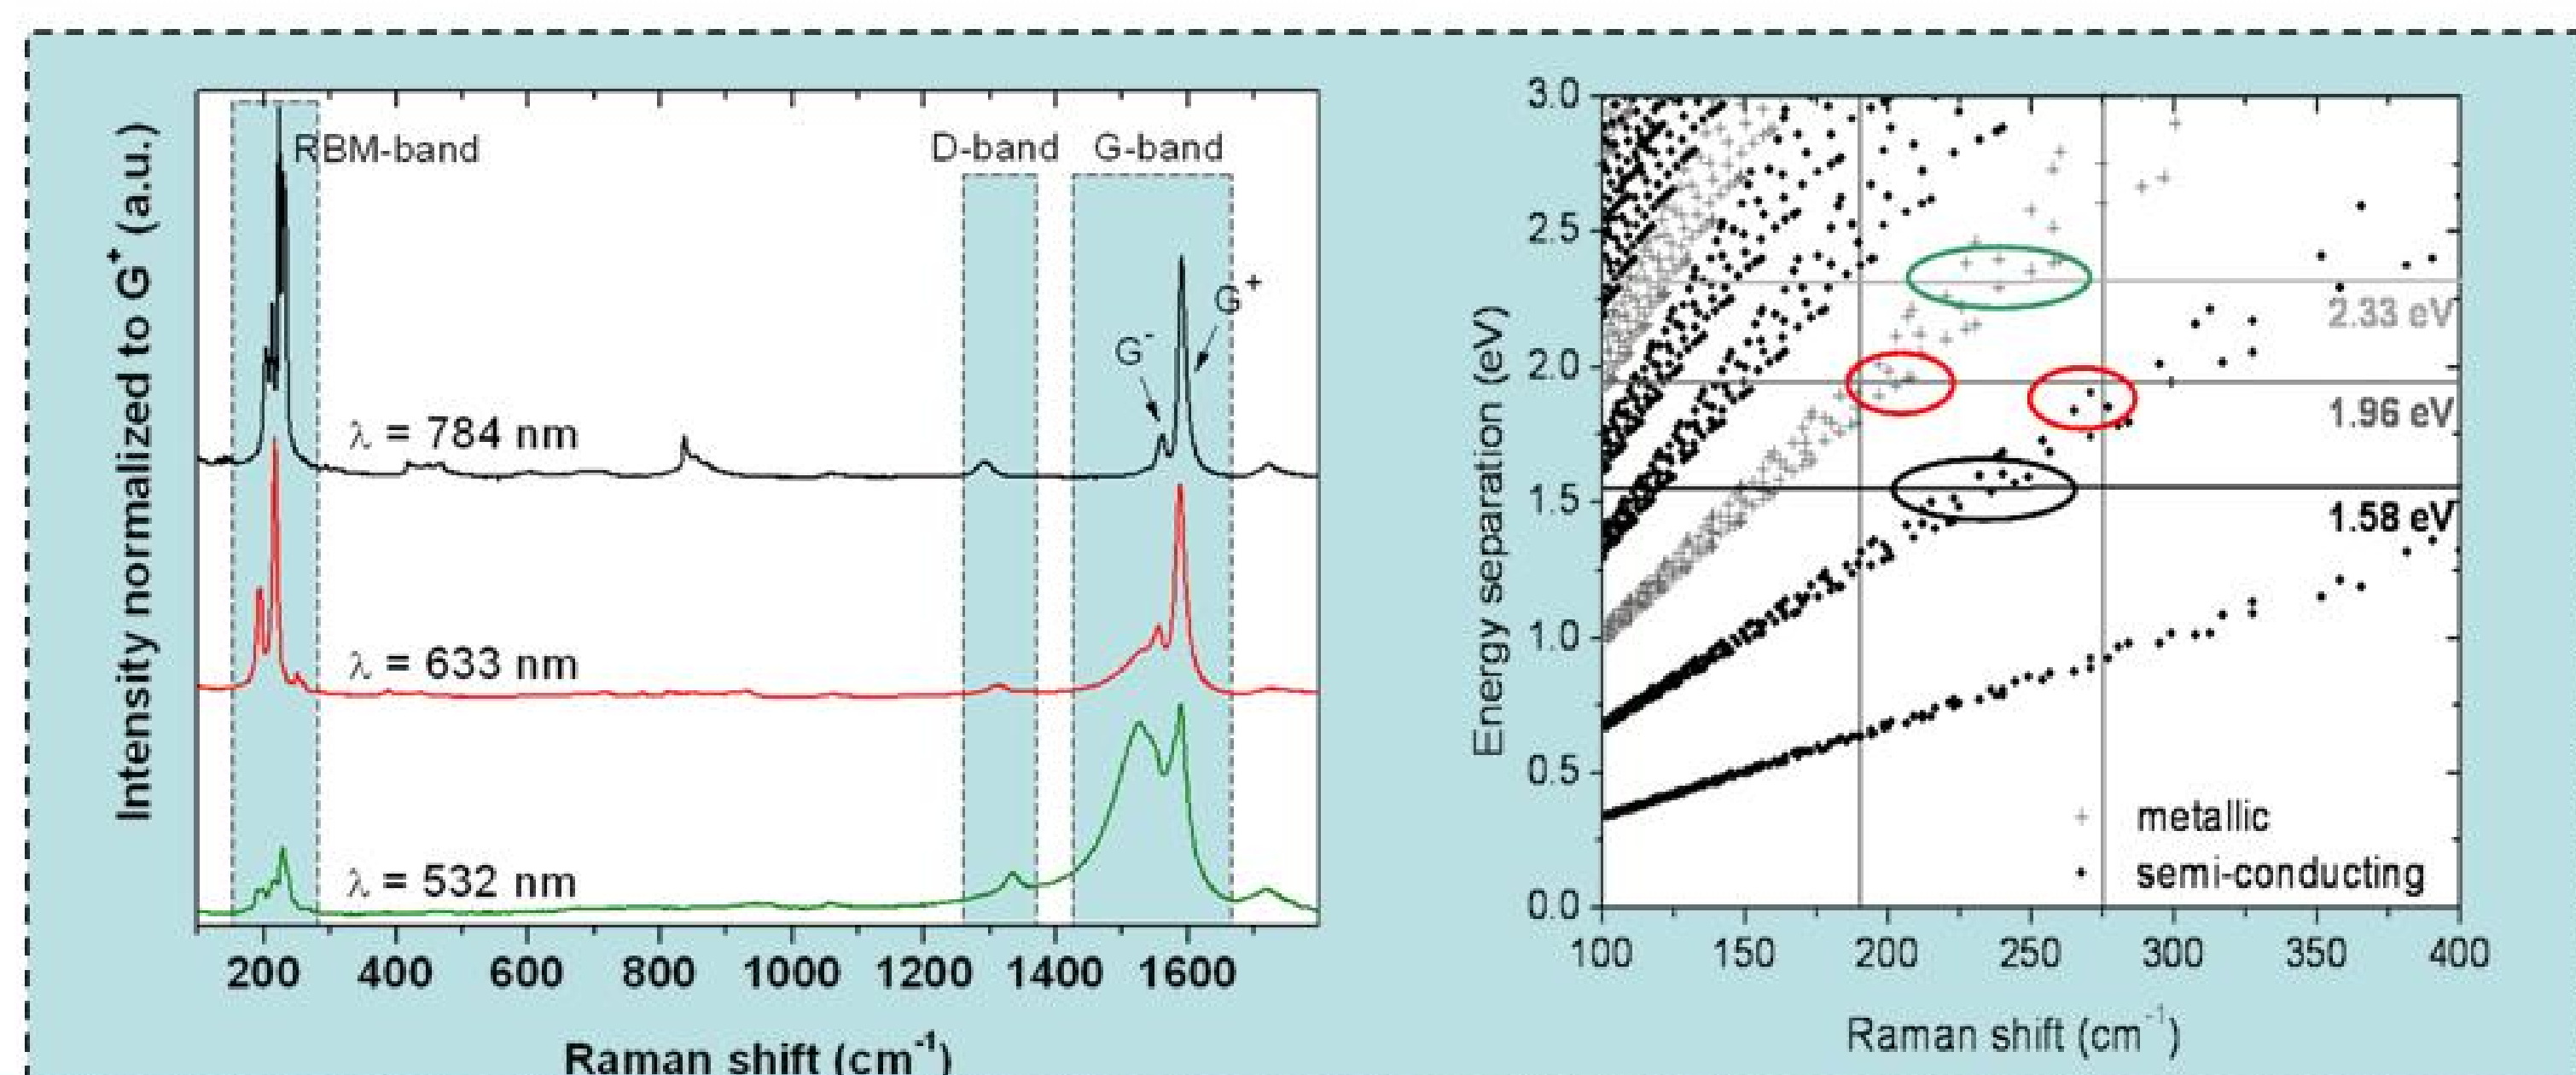 Intensity normalized to G+ (a.u.)
RBM-band
D-band
G-band
G-
G+
λ = 784 nm
λ = 633 nm
λ = 532 nm
200 400 600 800 1000 1200 1400 1600
Raman shift (cm-1)
Energy separation (eV)
3.0
2.5
2.0
1.5
1.0
0.5
0.0
2.33 eV
1.96 eV
1.58 eV
+ metallic
• semi-conducting
100 150 200 250 300 350 400
Raman shift (cm-1)